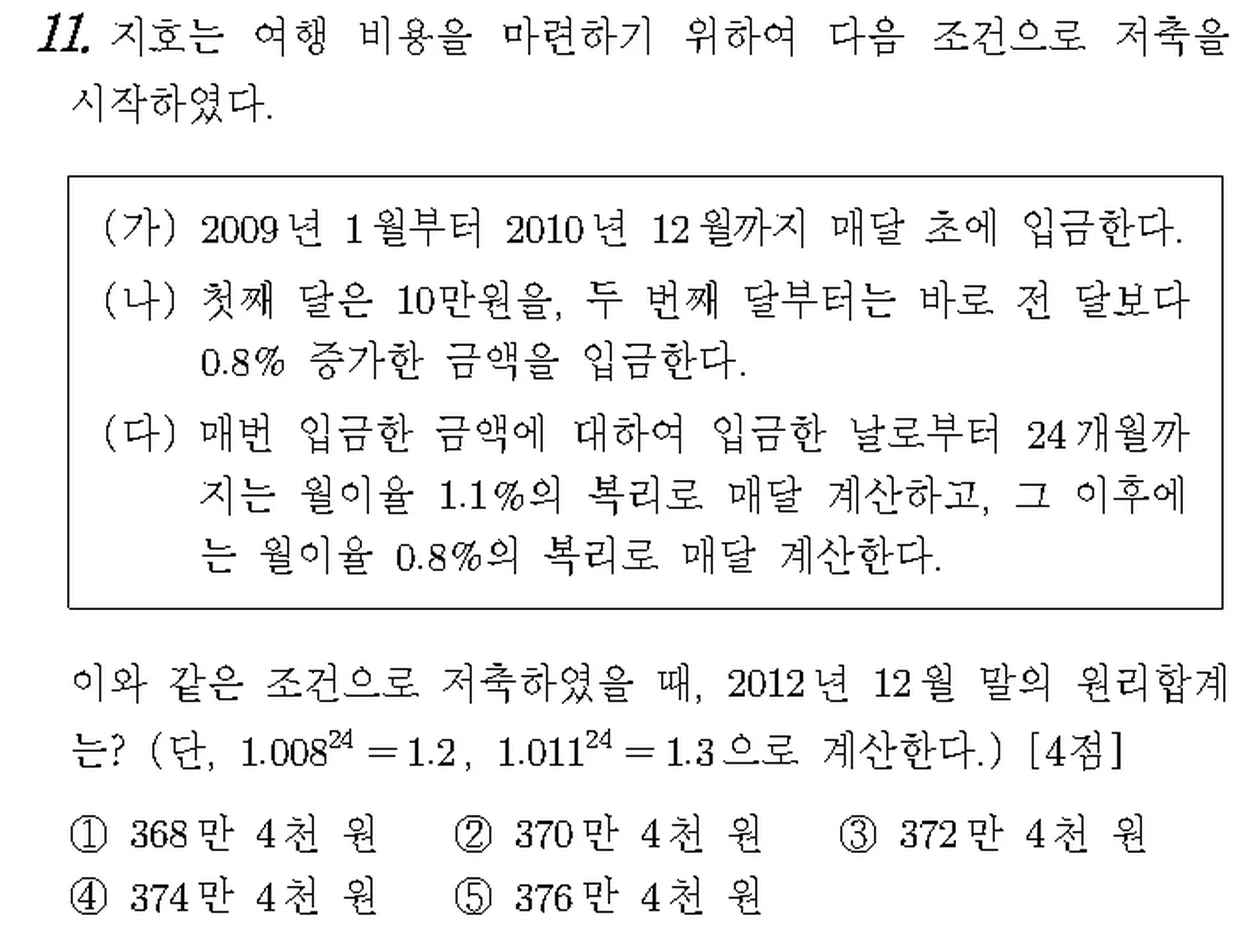 11. 지호는 여행 비용을 마련하기 위하여 다음 조건으로 저축을
시작하였다.
(가) 2009년 1월부터 2010년 12월까지 매달 초에 입금한다.
(나) 첫째 달은 10만원을, 두 번째 달부터는 바로 전 달보다
0.8% 증가한 금액을 입금한다.
(다) 매번 입금한 금액에 대하여 입금한 날로부터 24개월까
지는 월이율 1.1%의 복리로 매달 계산하고, 그 이후에
는 월이율 0.8%의 복리로 매달 계산한다.
이와 같은 조건으로 저축하였을 때, 2012년 12월 말의 원리합계
는? (단, 1.008²⁴ = 1.2, 1.011²⁴ = 1.3으로 계산한다.) [4점]
① 368만 4천 원 ② 370만 4천 원 ③ 372만 4천 원
④ 374만 4천 원 ⑤ 376만 4천 원